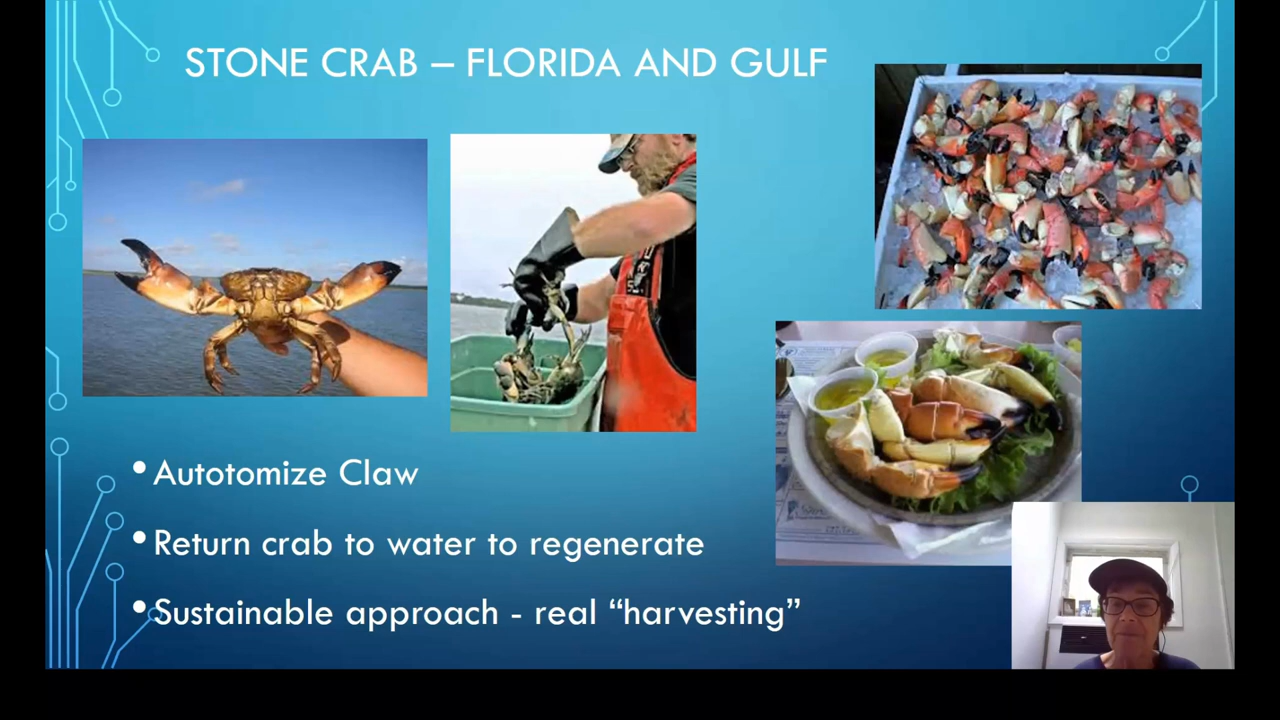 STONE CRAB – FLORIDA AND GULF
• Autotomize Claw
• Return crab to water to regenerate
• Sustainable approach - real “harvesting”